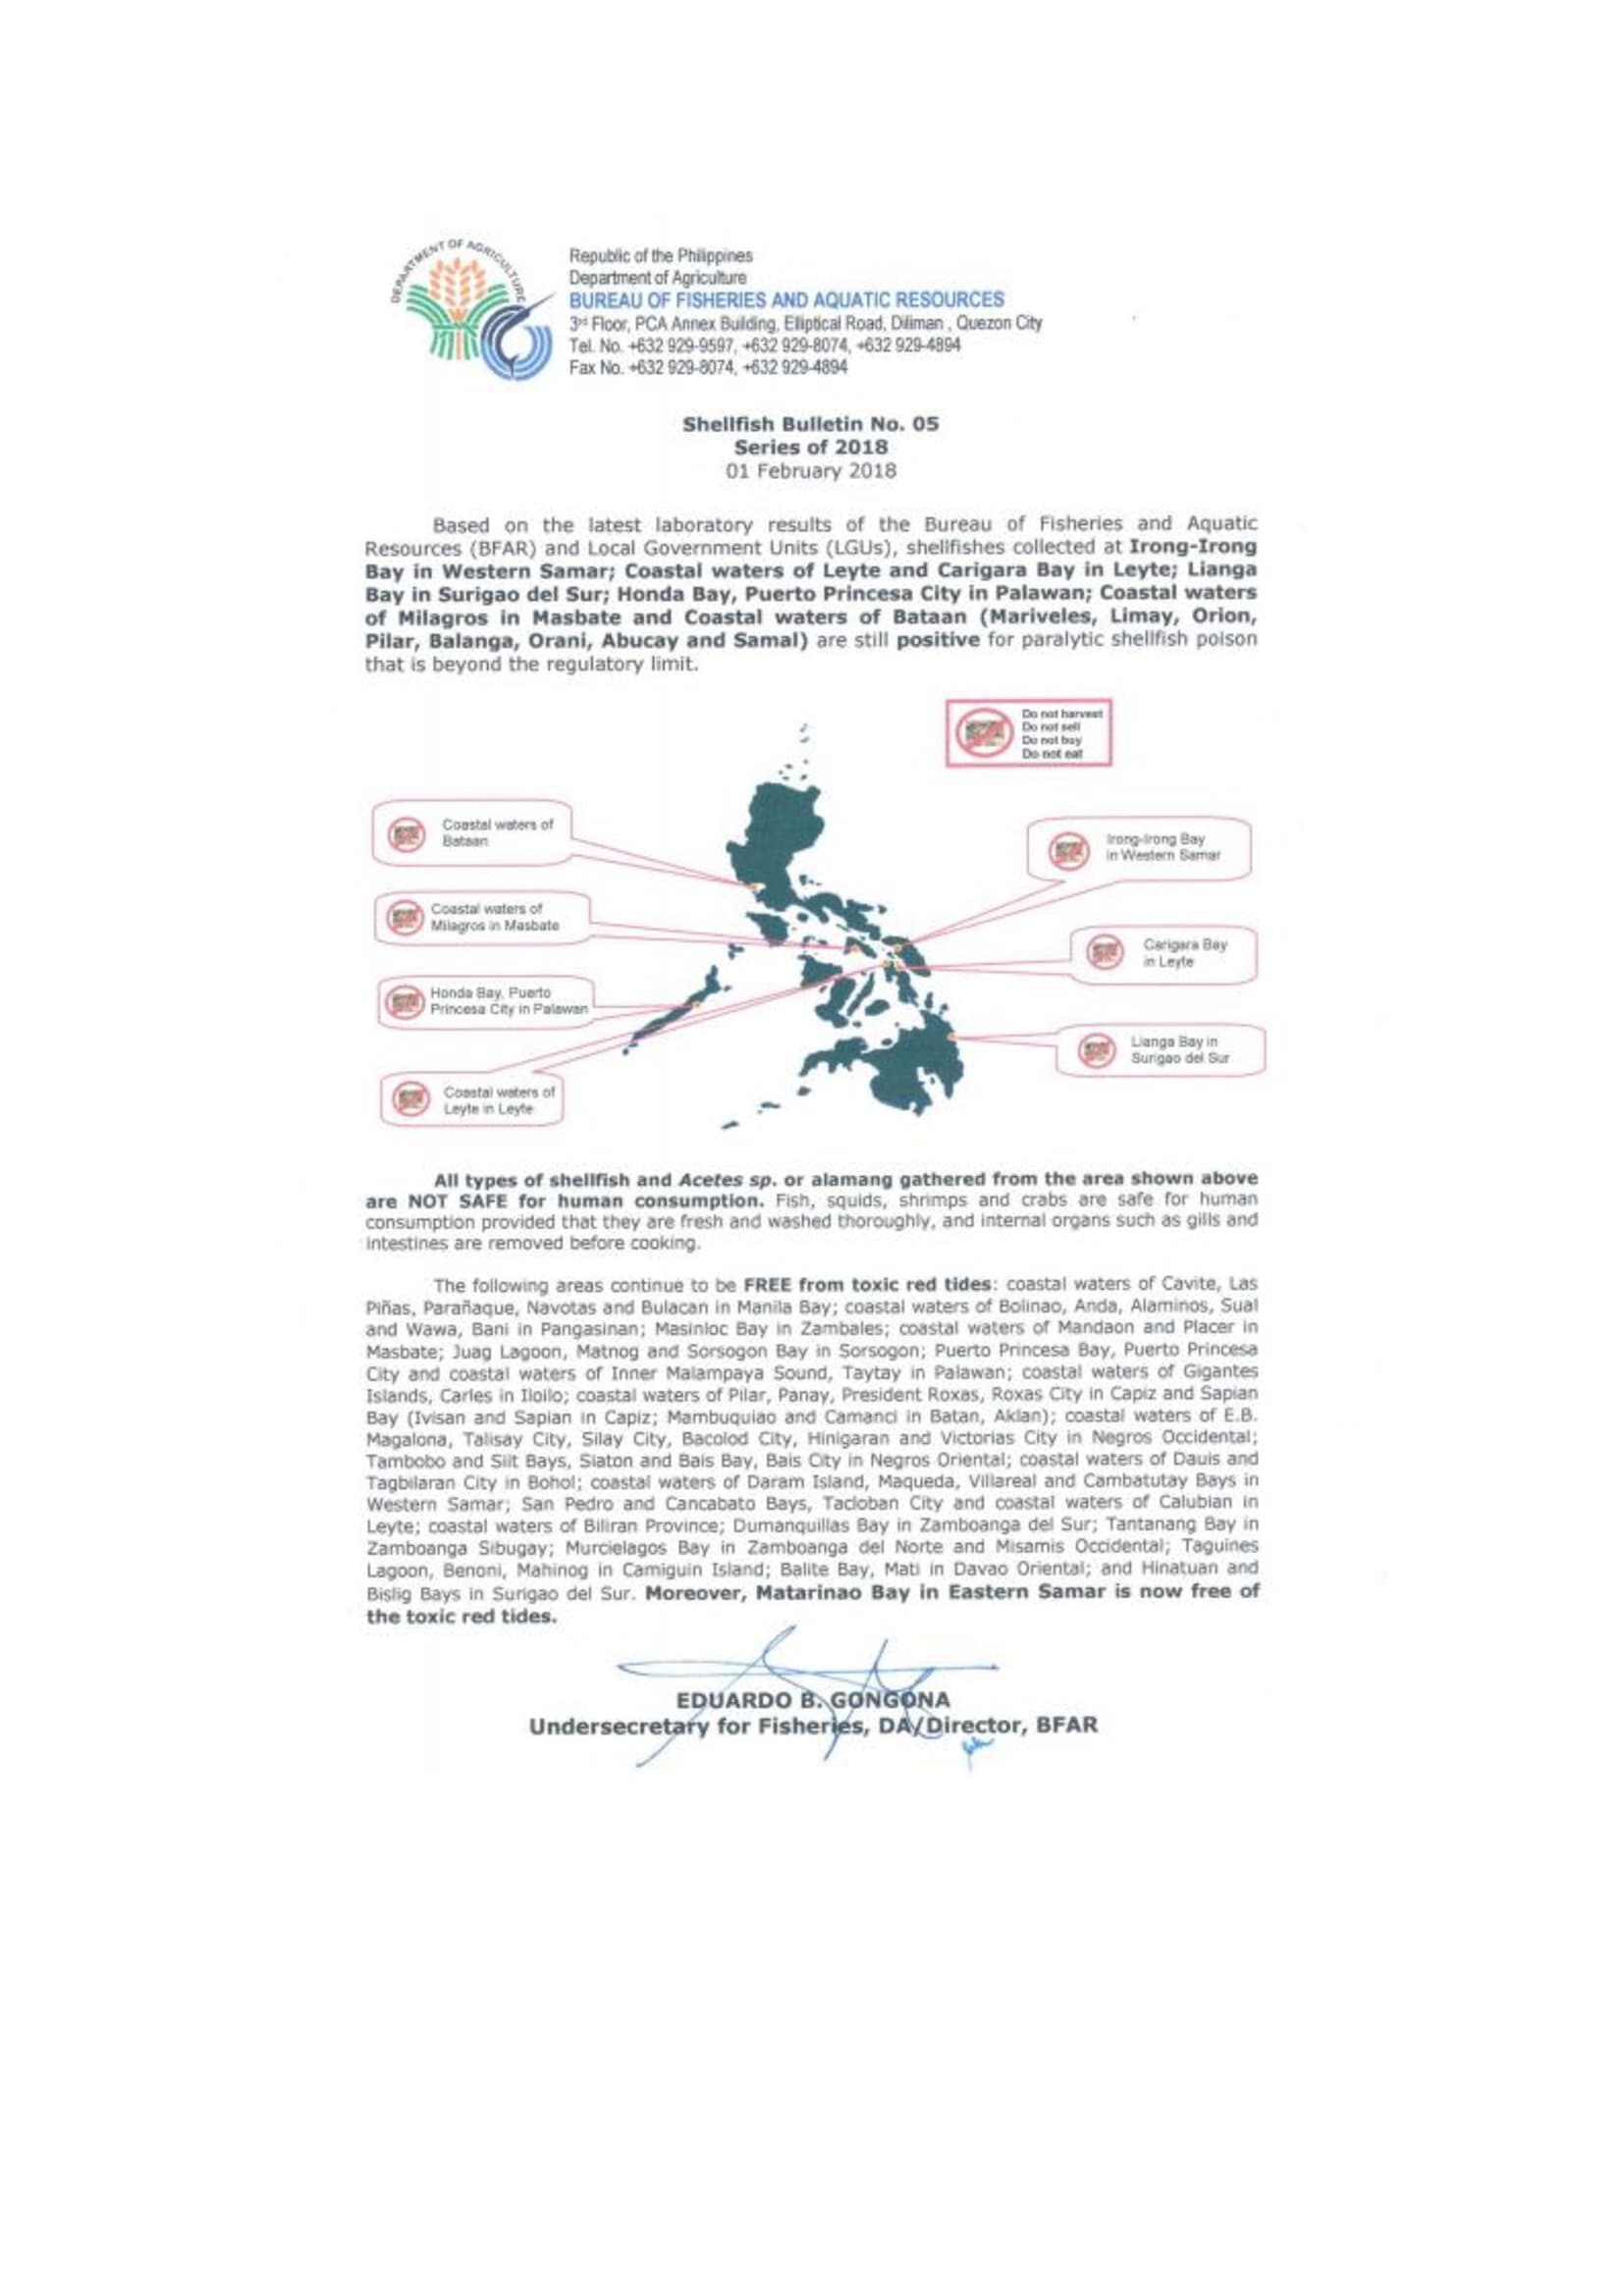 DEPARTMENT OF AGRICULTURE
Republic of the Philippines
Department of Agriculture
BUREAU OF FISHERIES AND AQUATIC RESOURCES
3rd Floor, PCA Annex Building, Elliptical Road, Diliman , Quezon City
Tel. No. +632 929-9597, +632 929-8074, +632 929-4894
Fax No. +632 929-8074, +632 929-4894
Shellfish Bulletin No. 05
Series of 2018
01 February 2018
Based on the latest laboratory results of the Bureau of Fisheries and Aquatic
Resources (BFAR) and Local Government Units (LGUs), shellfishes collected at Irong-Irong
Bay in Western Samar; Coastal waters of Leyte and Carigara Bay in Leyte; Lianga
Bay in Surigao del Sur; Honda Bay, Puerto Princesa City in Palawan; Coastal waters
of Milagros in Masbate and Coastal waters of Bataan (Mariveles, Limay, Orion,
Pilar, Balanga, Orani, Abucay and Samal) are still positive for paralytic shellfish poison
that is beyond the regulatory limit.
Do not harvest
Do not sell
Do not buy
Do not eat
Coastal waters of
Bataan
Irong-Irong Bay
in Western Samar
Coastal waters of
Milagros in Masbate
Carigara Bay
in Leyte
Honda Bay, Puerto
Princesa City in Palawan
Lianga Bay in
Surigao del Sur
Coastal waters of
Leyte in Leyte
All types of shellfish and Acetes sp. or alamang gathered from the area shown above
are NOT SAFE for human consumption. Fish, squids, shrimps and crabs are safe for human
consumption provided that they are fresh and washed thoroughly, and internal organs such as gills and
intestines are removed before cooking.
The following areas continue to be FREE from toxic red tides: coastal waters of Cavite, Las
Piñas, Parañaque, Navotas and Bulacan in Manila Bay; coastal waters of Bolinao, Anda, Alaminos, Sual
and Wawa, Bani in Pangasinan; Masinloc Bay in Zambales; coastal waters of Mandaon and Placer in
Masbate; Juag Lagoon, Matnog and Sorsogon Bay in Sorsogon; Puerto Princesa Bay, Puerto Princesa
City and coastal waters of Inner Malampaya Sound, Taytay in Palawan; coastal waters of Gigantes
Islands, Carles in Iloilo; coastal waters of Pilar, Panay, President Roxas, Roxas City in Capiz and Sapian
Bay (Ivisan and Sapian in Capiz; Mambuquiao and Camanci in Batan, Aklan); coastal waters of E.B.
Magalona, Talisay City, Silay City, Bacolod City, Hinigaran and Victorias City in Negros Occidental;
Tambobo and Siit Bays, Siaton and Bais Bay, Bais City in Negros Oriental; coastal waters of Dauis and
Tagbilaran City in Bohol; coastal waters of Daram Island, Maqueda, Villareal and Cambatutay Bays in
Western Samar; San Pedro and Cancabato Bays, Tacloban City and coastal waters of Calubian in
Leyte; coastal waters of Biliran Province; Dumanquillas Bay in Zamboanga del Sur; Tantanang Bay in
Zamboanga Sibugay; Murcielagos Bay in Zamboanga del Norte and Misamis Occidental; Taguines
Lagoon, Benoni, Mahinog in Camiguin Island; Balite Bay, Mati in Davao Oriental; and Hinatuan and
Bislig Bays in Surigao del Sur. Moreover, Matarinao Bay in Eastern Samar is now free of
the toxic red tides.
EDUARDO B. GONGONA
Undersecretary for Fisheries, DA/Director, BFAR